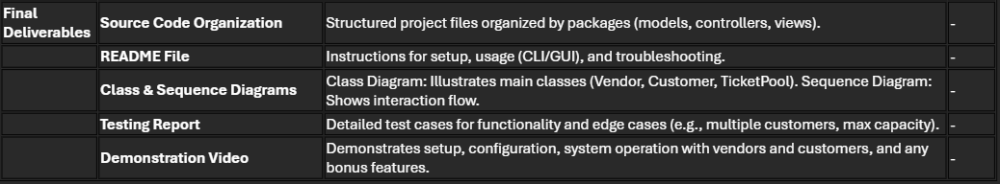 Final
Deliverables
Source Code Organization
Structured project files organized by packages (models, controllers, views).
-
README File
Instructions for setup, usage (CLI/GUI), and troubleshooting.
-
Class & Sequence Diagrams
Class Diagram: Illustrates main classes (Vendor, Customer, TicketPool). Sequence Diagram:
Shows interaction flow.
-
Testing Report
Detailed test cases for functionality and edge cases (e.g., multiple customers, max capacity).
-
Demonstration Video
Demonstrates setup, configuration, system operation with vendors and customers, and any
bonus features.
-